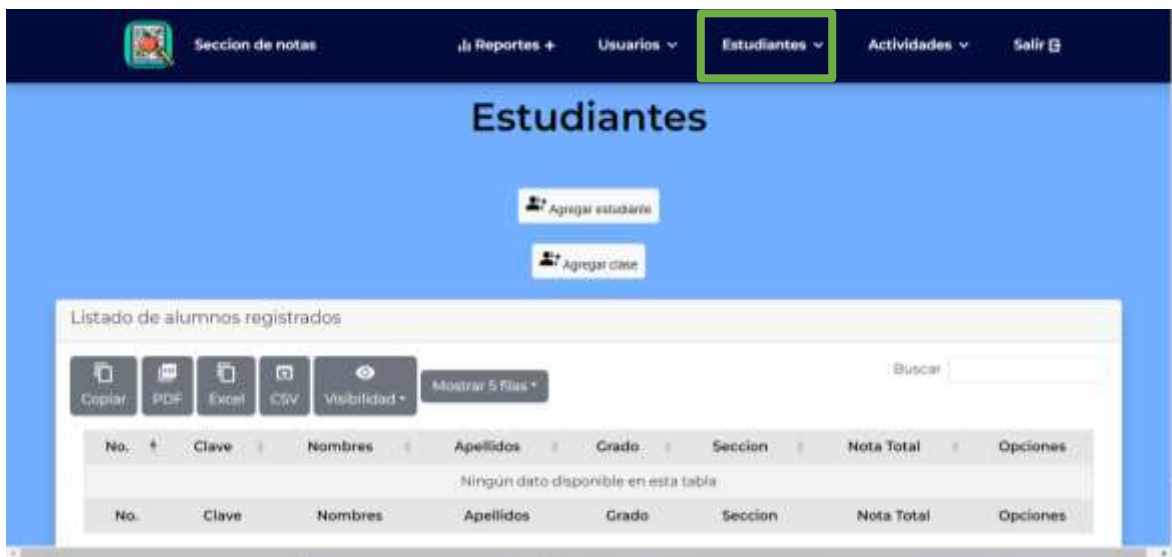 Seccion de notas Reportes + Usuarios Estudiantes Actividades Salir
Estudiantes
Agregar estudiante
Agregar clase
Listado de alumnos registrados
Copiar PDF Excel CSV Visibilidad Mostrar 5 filas Buscar
No. Clave Nombres Apellidos Grado Seccion Nota Total Opciones
Ningún dato disponible en esta tabla
No. Clave Nombres Apellidos Grado Seccion Nota Total Opciones